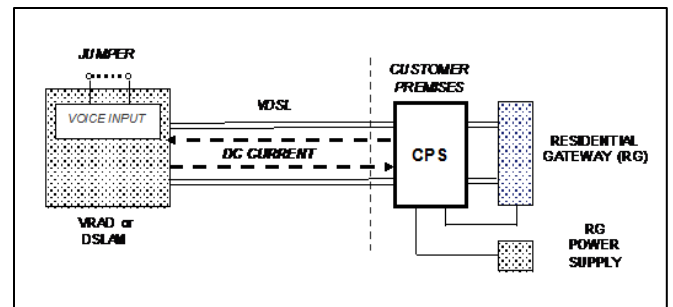 JUMPER
CUSTOMER
PREMISES
VOICE INPUT
VDSL
DC CURRENT
CPS
RESIDENTIAL
GATEWAY (RG)
VRAD or
DSLAM
RG
POWER
SUPPLY